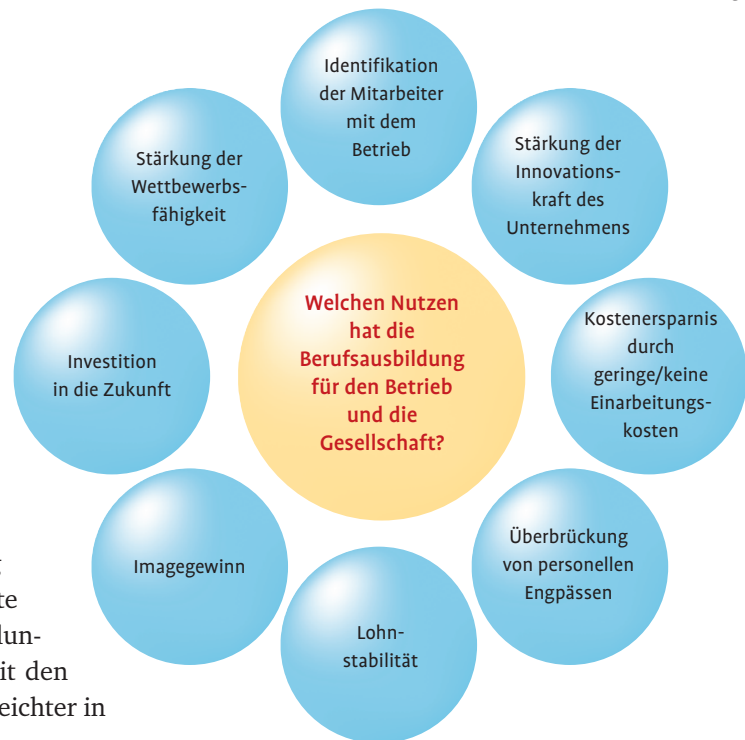 Identifikation
der Mitarbeiter
mit dem
Betrieb
Stärkung der
Innovations-
kraft des
Unternehmens
Kostenersparnis
durch
geringe/keine
Einarbeitungs-
kosten
Überbrückung
von personellen
Engpässen
Lohn-
stabilität
Imagegewinn
Investition
in die Zukunft
Stärkung der
Wettbewerbs-
fähigkeit
Welchen Nutzen
hat die
Berufsausbildung
für den Betrieb
und die
Gesellschaft?
te
lun-
it den
eichter in